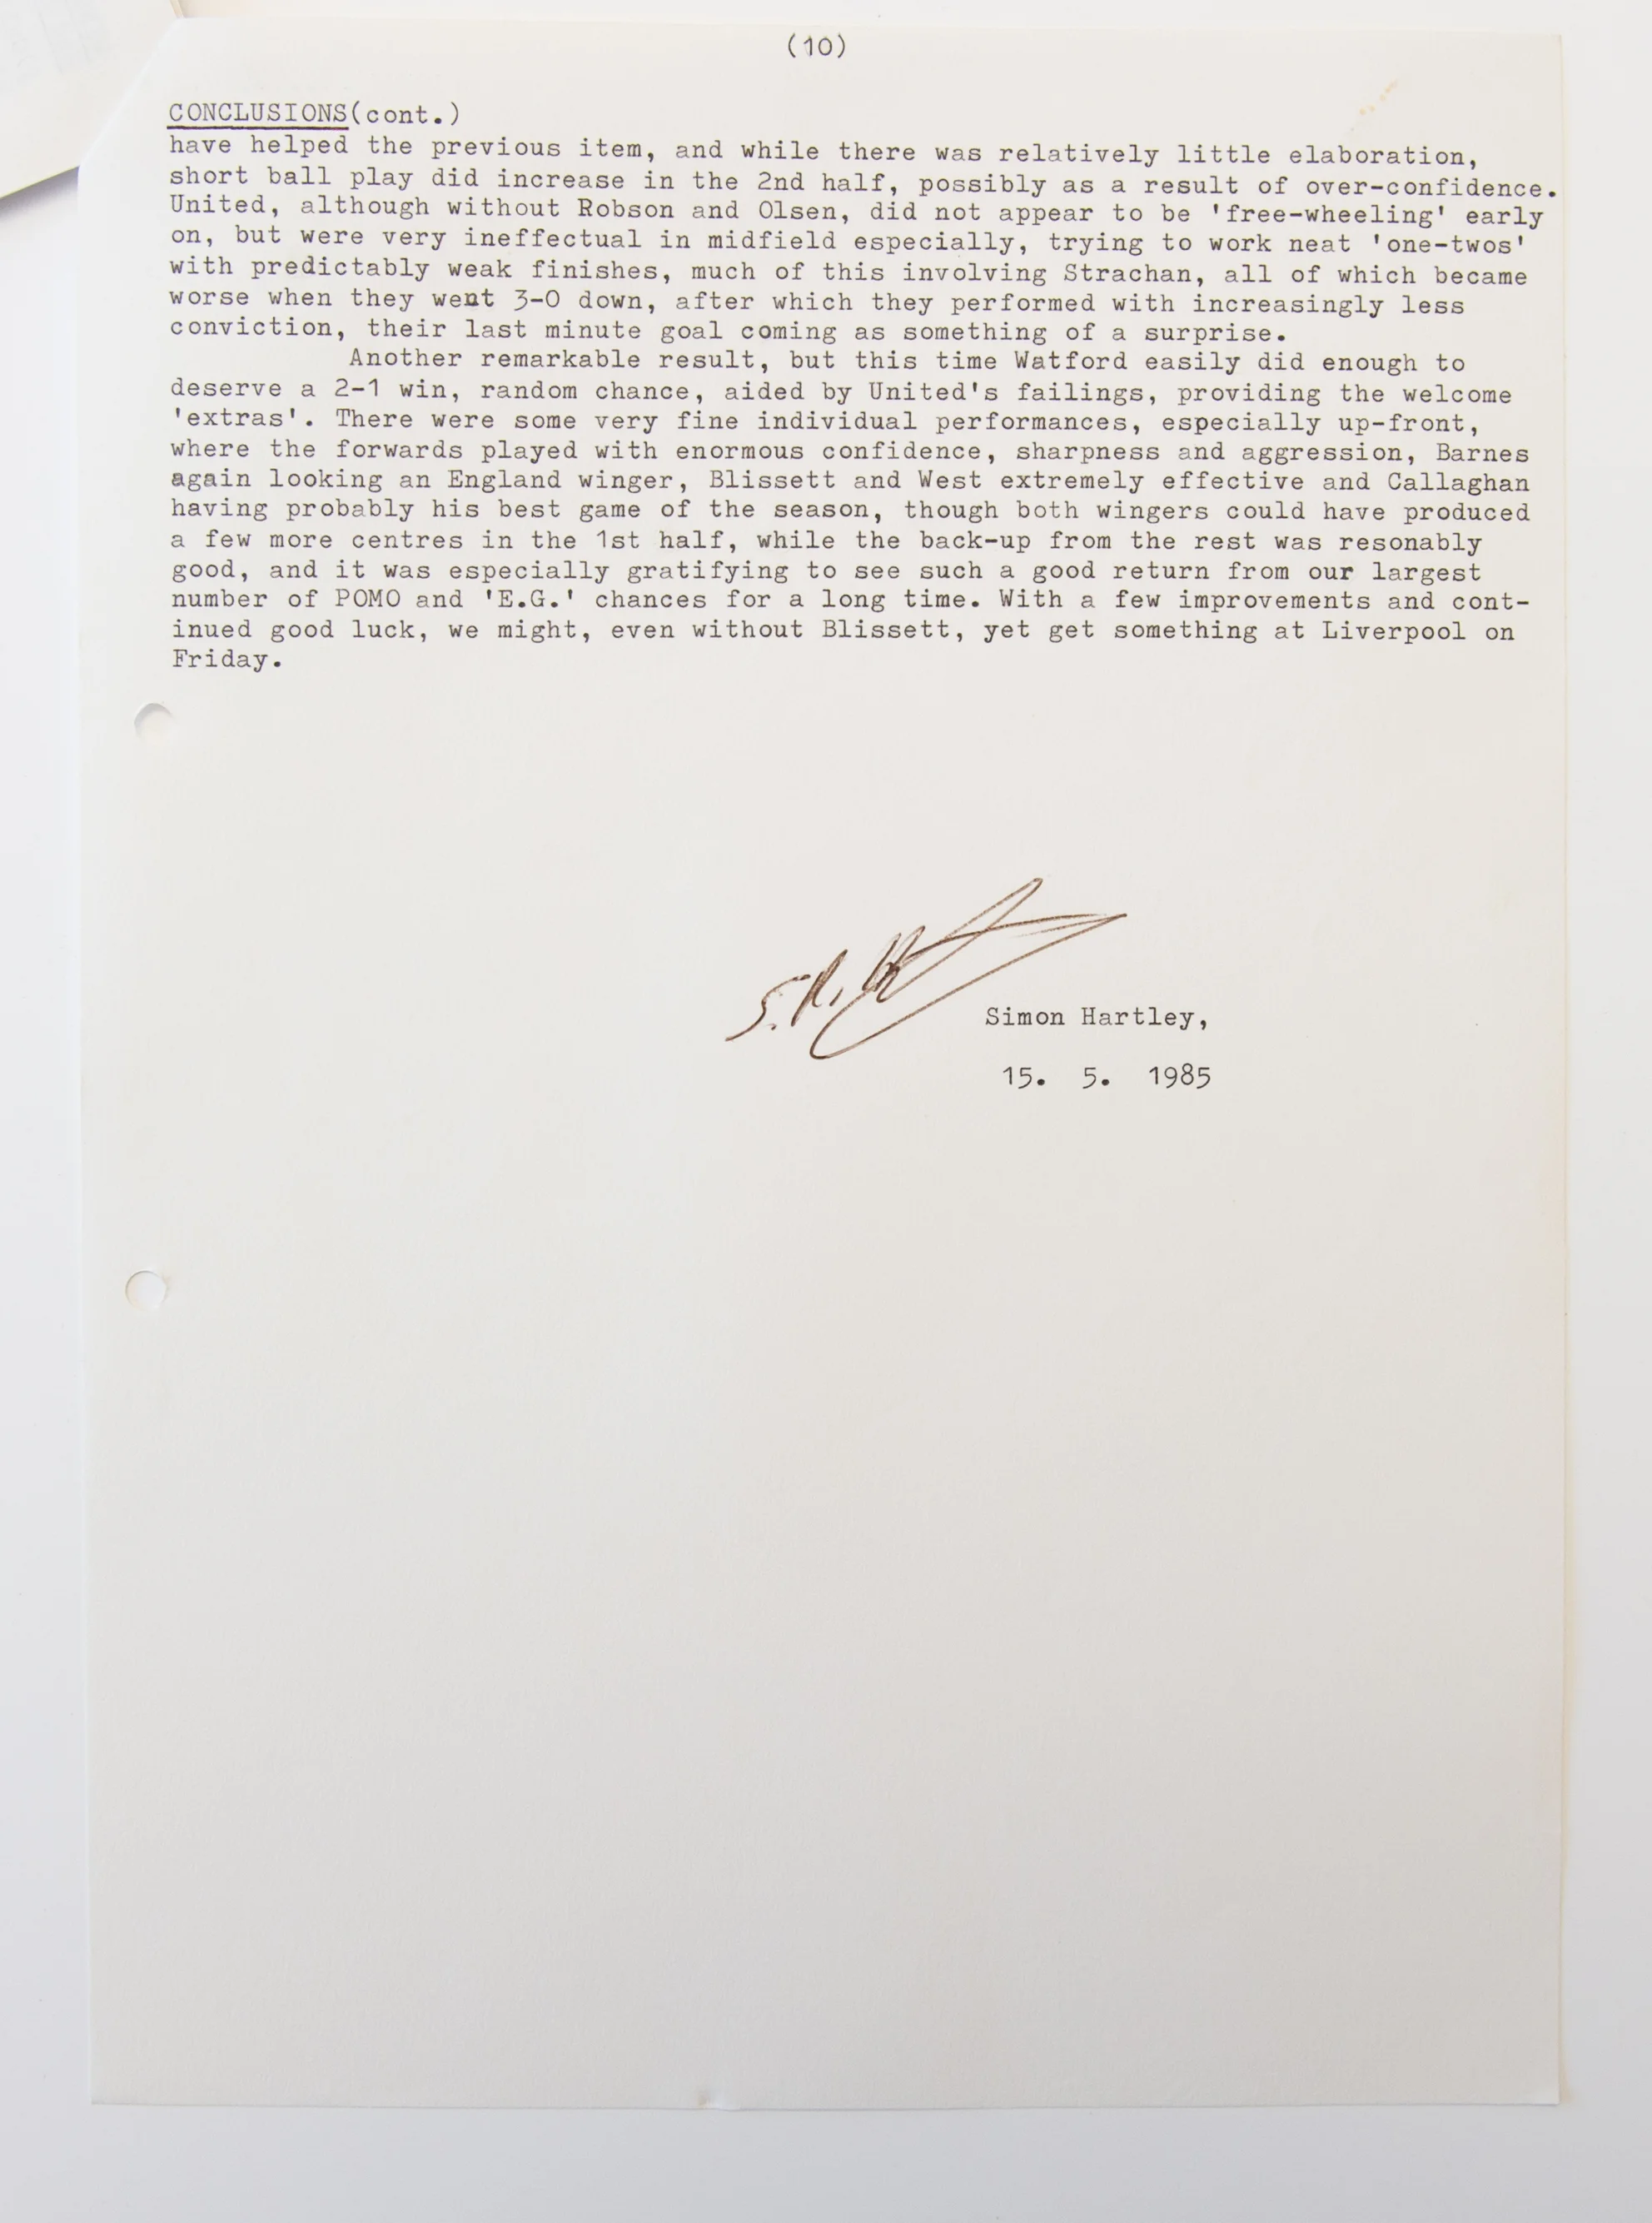 (10)
CONCLUSIONS(cont.)
have helped the previous item, and while there was relatively little elaboration,
short ball play did increase in the 2nd half, possibly as a result of over-confidence.
United, although without Robson and Olsen, did not appear to be 'free-wheeling' early
on, but were very ineffectual in midfield especially, trying to work neat 'one-twos'
with predictably weak finishes, much of this involving Strachan, all of which became
worse when they went 3-0 down, after which they performed with increasingly less
conviction, their last minute goal coming as something of a surprise.
Another remarkable result, but this time Watford easily did enough to
deserve a 2-1 win, random chance, aided by United's failings, providing the welcome
'extras'. There were some very fine individual performances, especially up-front,
where the forwards played with enormous confidence, sharpness and aggression, Barnes
again looking an England winger, Blissett and West extremely effective and Callaghan
having probably his best game of the season, though both wingers could have produced
a few more centres in the 1st half, while the back-up from the rest was resonably
good, and it was especially gratifying to see such a good return from our largest
number of POMO and 'E.G.' chances for a long time. With a few improvements and cont-
inued good luck, we might, even without Blissett, yet get something at Liverpool on
Friday.
Simon Hartley,
15. 5. 1985